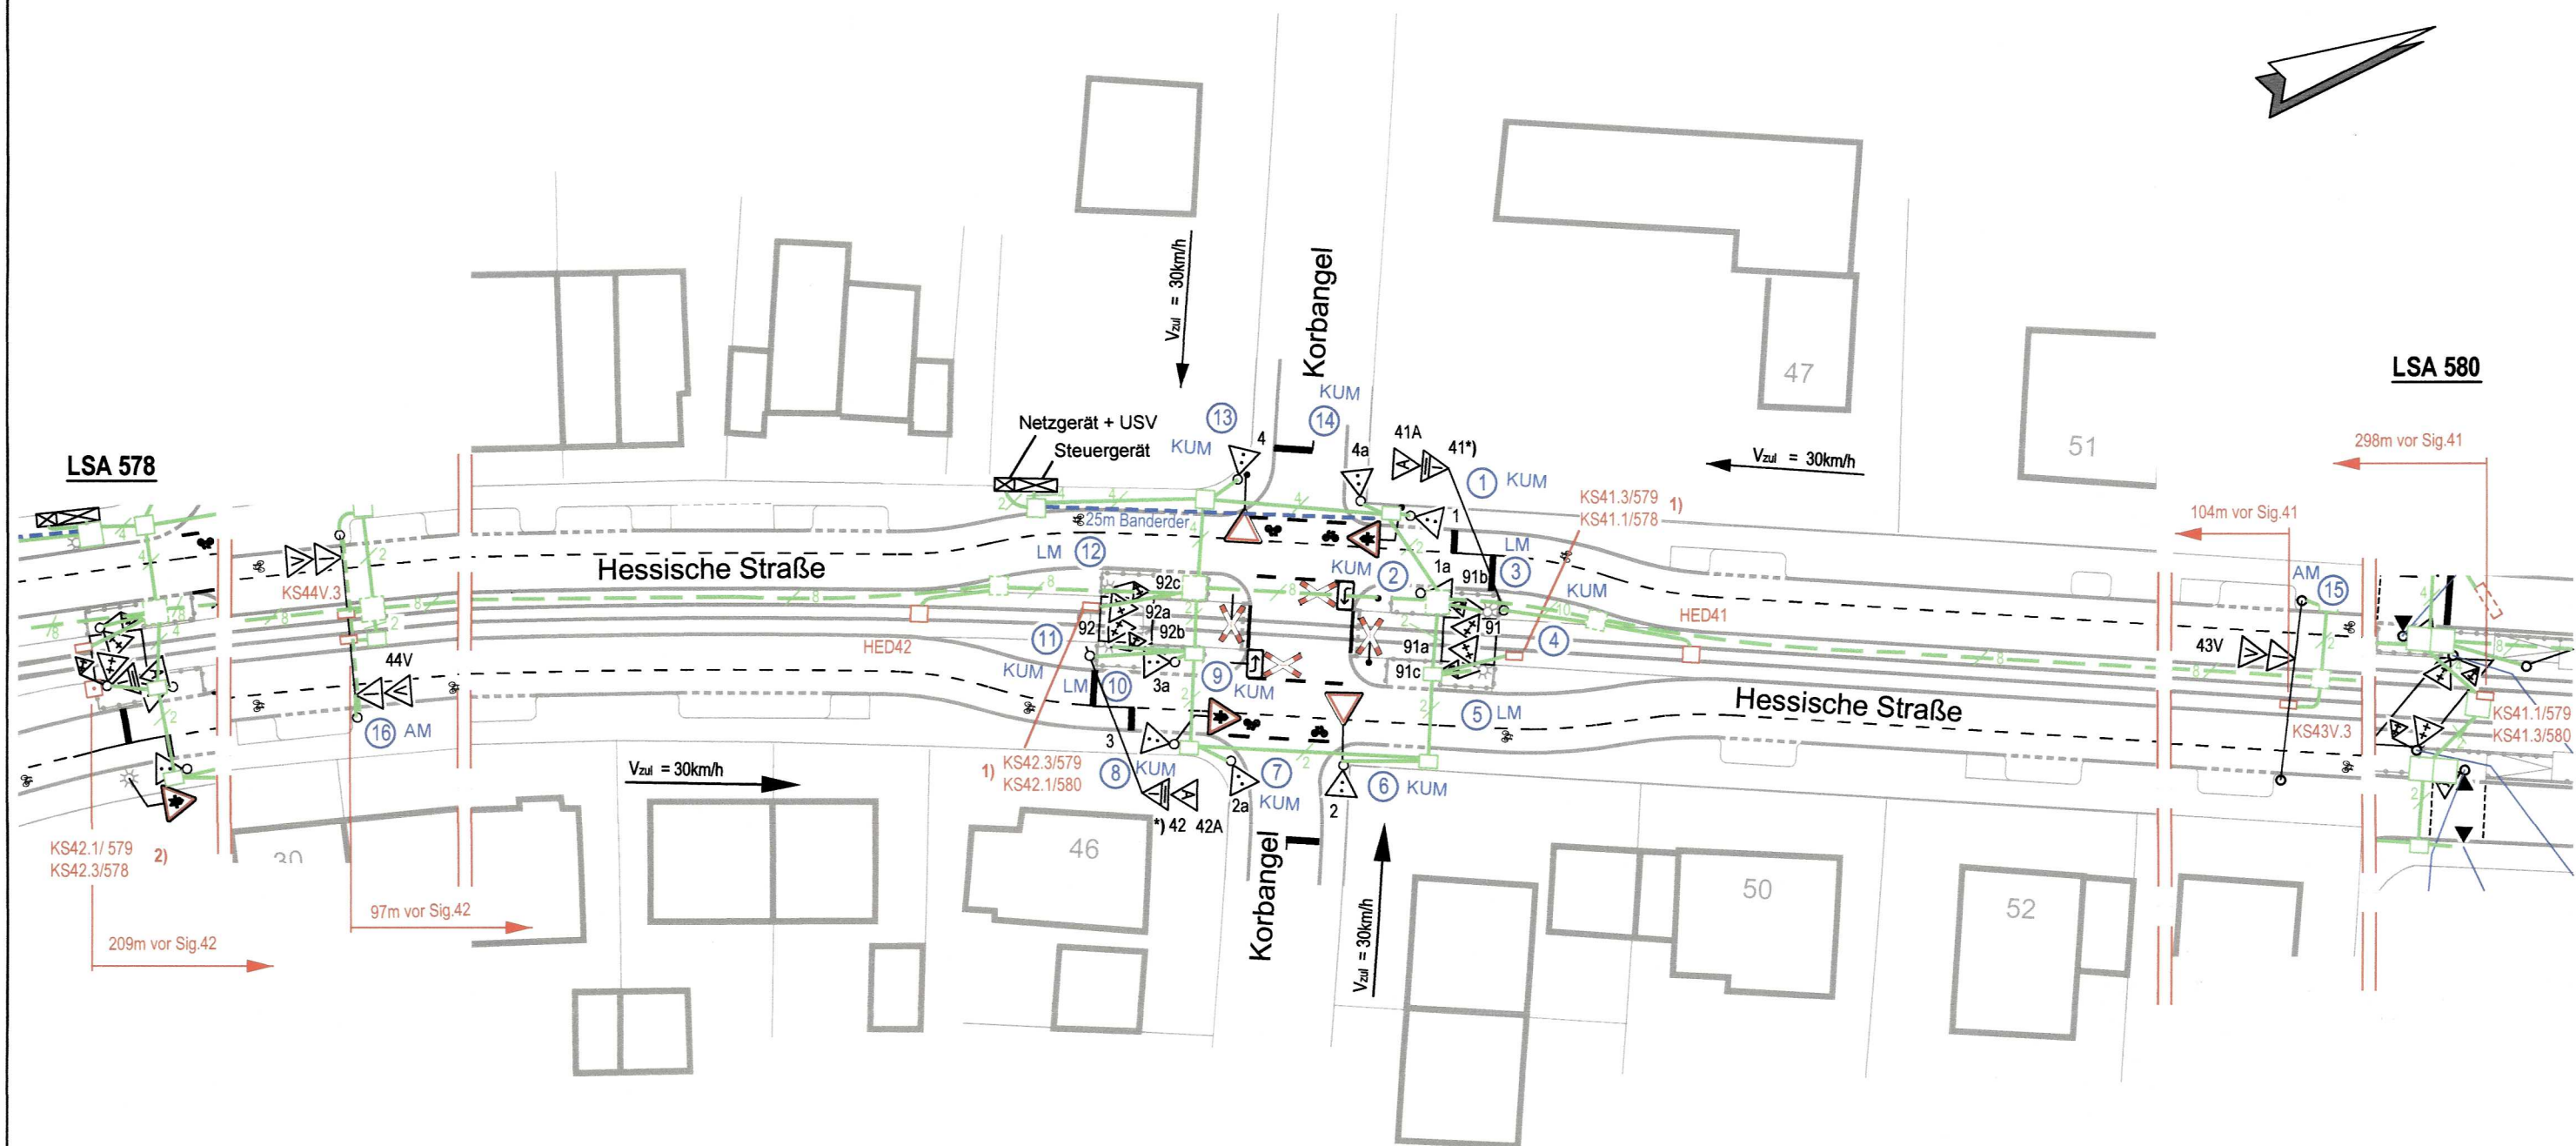 LSA 578
LSA 580
Hessische Straße
Hessische Straße
Korbangel
Korbangel
Netzgerät + USV
Steuergerät
25m Banderder
Vzul = 30km/h
Vzul = 30km/h
Vzul = 30km/h
Vzul = 30km/h
298m vor Sig.41
104m vor Sig.41
97m vor Sig.42
209m vor Sig.42
KS44V.3
KS43V.3
KS41.3/579
KS41.1/578
1)
KS42.3/579
KS42.1/580
1)
KS42.1/ 579
KS42.3/578
2)
KS41.1/579
KS41.3/580
HED41
HED42
44V
43V
41A
41*)
*) 42 42A
1 KUM
KUM 2
LM
3
KUM
4
5 LM
6 KUM
7
KUM
8 KUM
9
KUM
LM 10
11
KUM
LM 12
13
KUM
KUM
14
AM
15
16 AM
4
4a
1
1a
2
2a
3
3a
91
91a
91b
91c
92
92a
92b
92c
30
46
47
50
51
52